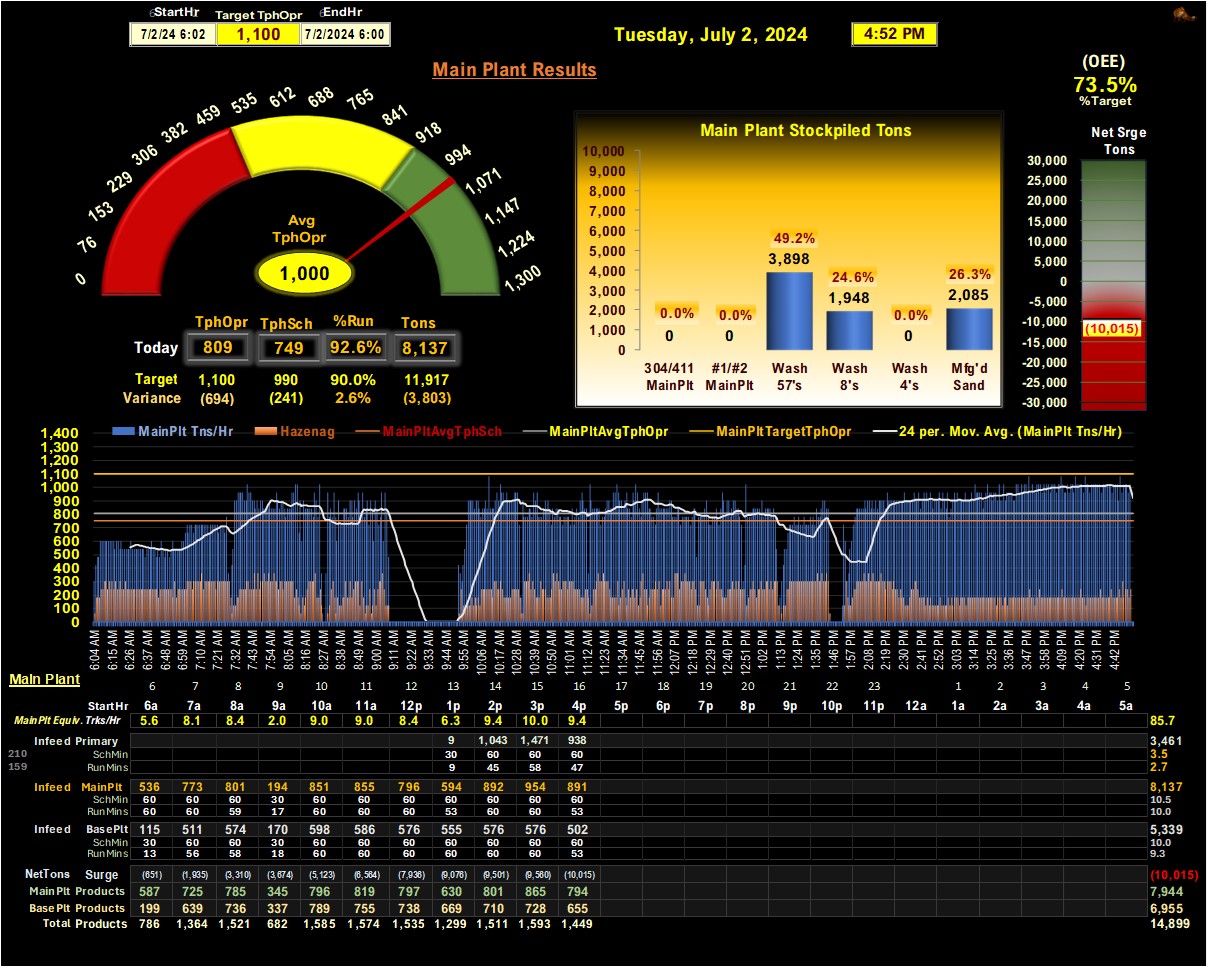 StartHr Target TphOpr EndHr
7/2/24 6:02 1,100 7/2/2024 6:00
Tuesday, July 2, 2024 4:52 PM
Main Plant Results
(OEE)
73.5%
%Target
0 76 153 229 306 382 459 535 612 688 765 841 918 994 1,071 1,147 1,224 1,300
Avg
TphOpr
1,000
TphOpr TphSch %Run Tons
Today 809 749 92.6% 8,137
Target 1,100 990 90.0% 11,917
Variance (694) (241) 2.6% (3,803)
Main Plant Stockpiled Tons
10,000
9,000
8,000
7,000
6,000
5,000
4,000
3,000
2,000
1,000
0
0.0% 0.0% 49.2% 24.6% 0.0% 26.3%
0 0 3,898 1,948 0 2,085
304/411 #1/#2 Wash Wash Wash Mfg'd
MainPlt MainPlt 57's 8's 4's Sand
Net Srge
Tons
30,000
25,000
20,000
15,000
10,000
5,000
0
-5,000
-10,000
(10,015)
-15,000
-20,000
-25,000
-30,000
MainPlt Tns/Hr Hazenag MainPltAvgTphSch MainPltAvgTphOpr MainPltTargetTphOpr 24 per. Mov. Avg. (MainPlt Tns/Hr)
1,400
1,300
1,200
1,100
1,000
900
800
700
600
500
400
300
200
100
0
6:04 AM 6:15 AM 6:26 AM 6:37 AM 6:59 AM 7:10 AM 7:21 AM 7:32 AM 7:43 AM 7:54 AM 8:05 AM 8:16 AM 8:27 AM 8:38 AM 8:49 AM 9:00 AM 9:11 AM 9:22 AM 9:33 AM 9:44 AM 9:55 AM 10:06 AM 10:17 AM 10:28 AM 10:39 AM 10:50 AM 11:01 AM 11:12 AM 11:23 AM 11:34 AM 11:45 AM 11:56 AM 12:07 PM 12:18 PM 12:29 PM 12:40 PM 12:51 PM 1:02 PM 1:13 PM 1:24 PM 1:35 PM 1:46 PM 1:57 PM 2:08 PM 2:19 PM 2:30 PM 2:41 PM 2:52 PM 3:03 PM 3:14 PM 3:25 PM 3:36 PM 3:47 PM 3:58 PM 4:09 PM 4:20 PM 4:31 PM 4:42 PM
Main Plant
6 7 8 9 10 11 12 13 14 15 16 17 18 19 20 21 22 23 1 2 3 4 5
StartHr 6a 7a 8a 9a 10a 11a 12p 1p 2p 3p 4p 5p 6p 7p 8p 9p 10p 11p 12a 1a 2a 3a 4a 5a
MainPlt Equiv. Trks/Hr 5.6 8.1 8.4 2.0 9.0 9.0 8.4 6.3 9.4 10.0 9.4 85.7
Infeed Primary 9 1,043 1,471 938 3,461
210 SchMin 30 60 60 60 3.5
159 RunMins 9 45 58 47 2.7
Infeed MainPlt 536 773 801 194 851 855 796 594 892 954 891 8,137
SchMin 60 60 60 30 60 60 60 60 60 60 60 10.5
RunMins 60 60 59 17 60 60 60 53 60 60 53 10.0
Infeed BasePlt 115 511 574 170 598 586 576 555 576 576 502 5,339
SchMin 30 60 60 30 60 60 60 60 60 60 60 10.0
RunMins 13 56 58 18 60 60 60 60 60 60 53 9.3
NetTons Surge (651) (1,935) (3,310) (3,674) (5,123) (6,564) (7,936) (9,076) (9,501) (9,560) (10,015) (10,015)
MainPlt Products 587 725 785 345 796 819 797 630 801 865 794 7,944
BasePlt Products 199 639 736 337 789 755 738 669 710 728 655 6,955
Total Products 786 1,364 1,521 682 1,585 1,574 1,535 1,299 1,511 1,593 1,449 14,899